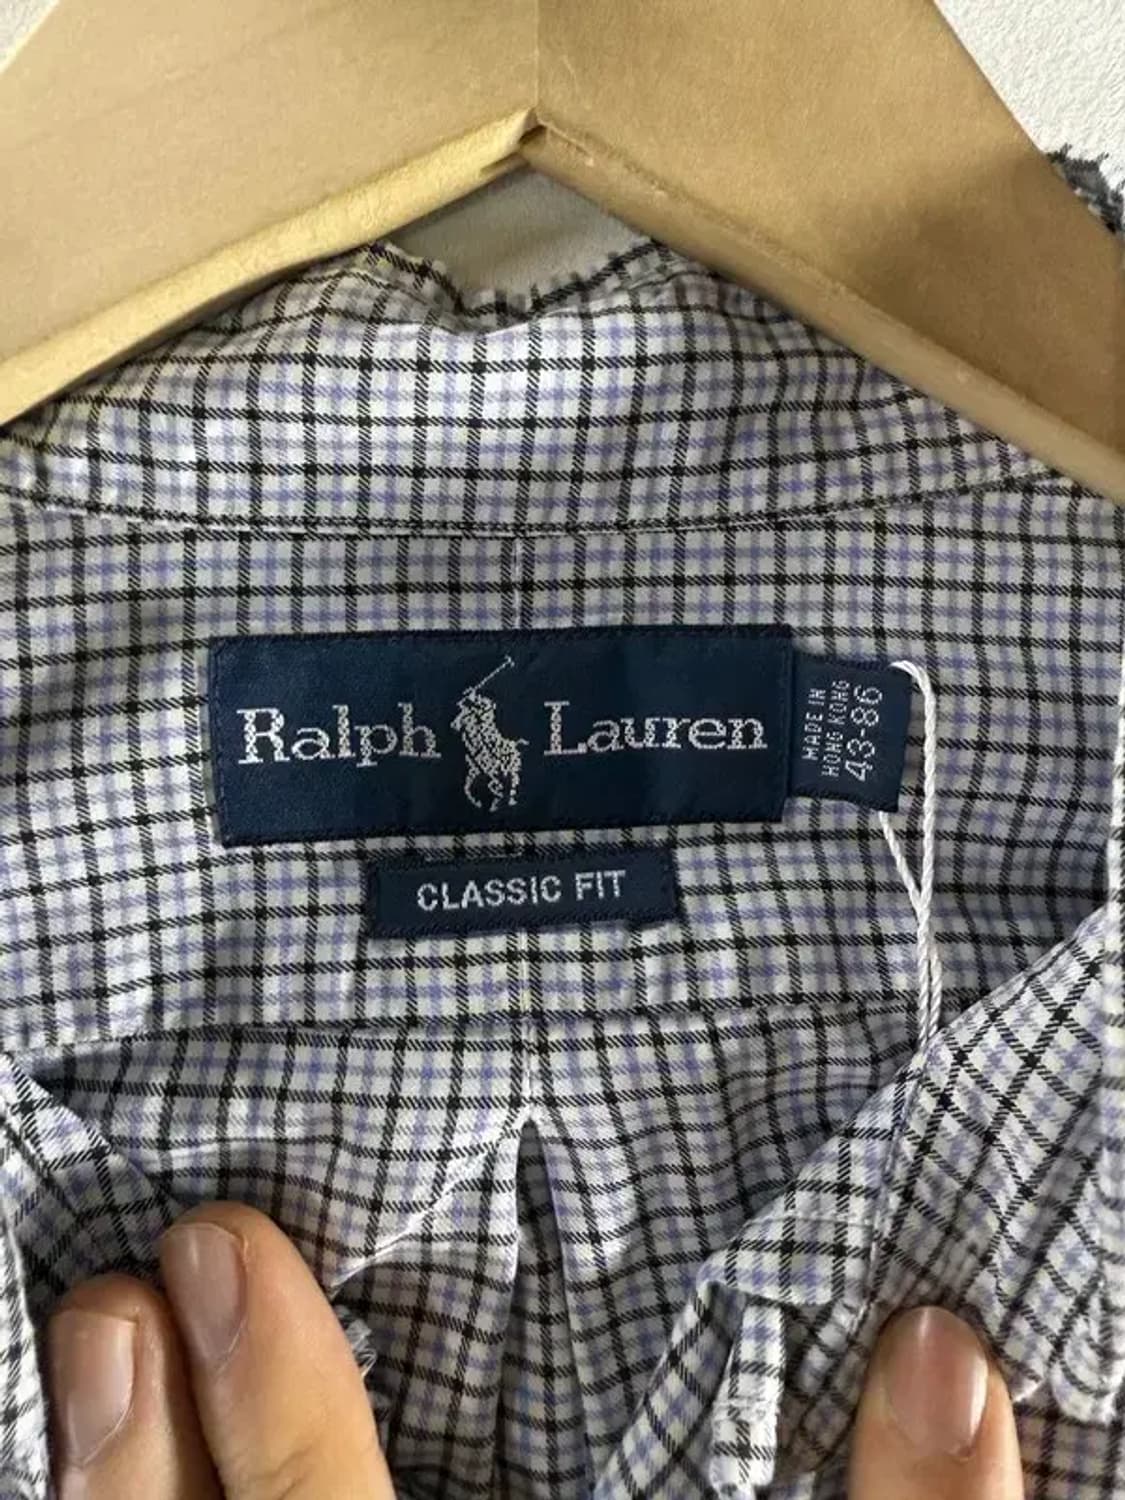 Ralph Lauren
MADE IN
HONG KONG
43-86
CLASSIC FIT